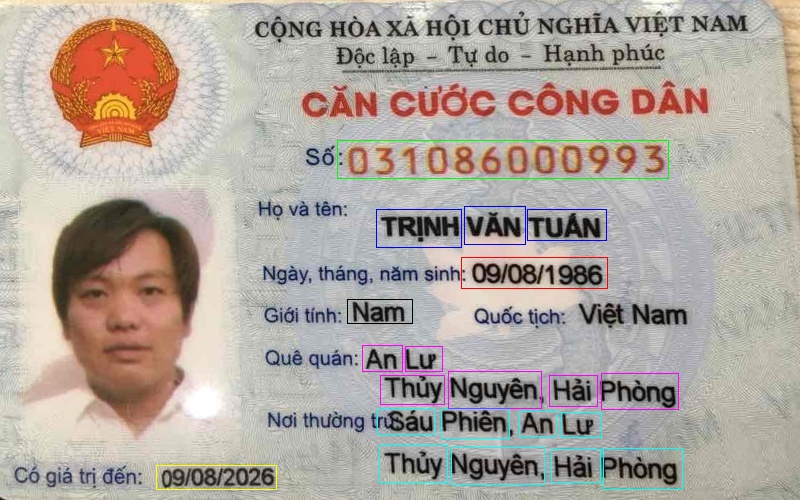 CỘNG HÒA XÃ HỘI CHỦ NGHĨA VIỆT NAM
Độc lập - Tự do - Hạnh phúc
CĂN CƯỚC CÔNG DÂN
Số: 031086000993
Họ và tên:
TRỊNH VĂN TUẤN
Ngày, tháng, năm sinh: 09/08/1986
Giới tính: Nam Quốc tịch: Việt Nam
Quê quán: An Lư
Thủy Nguyên, Hải Phòng
Nơi thường trú: Sáu Phiên, An Lư
Thủy Nguyên, Hải Phòng
Có giá trị đến: 09/08/2026